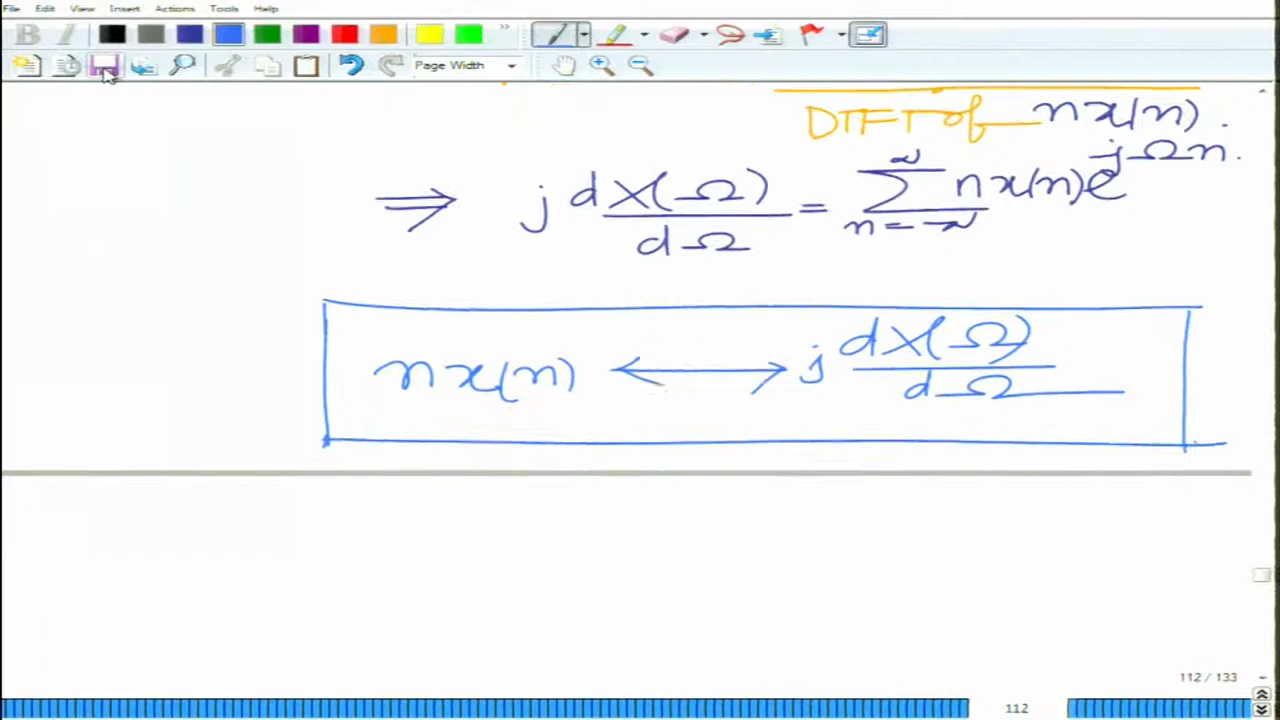 File Edit View Insert Actions Tools Help
B I
Page Width
DTFT of nx(n).
⇒ j dX(Ω)/dΩ = ∑_{n=-∞}^{∞} nx(n)e^{-jΩn}.
nx(n) ⟷ j dX(Ω)/dΩ
112 / 133
112